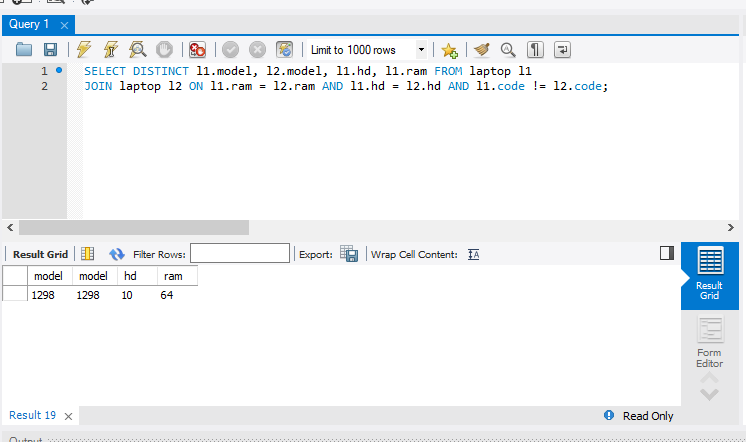 Query 1
Limit to 1000 rows
1 SELECT DISTINCT l1.model, l2.model, l1.hd, l1.ram FROM laptop l1
2 JOIN laptop l2 ON l1.ram = l2.ram AND l1.hd = l2.hd AND l1.code != l2.code;
Result Grid Filter Rows: Export: Wrap Cell Content:
model model hd ram
1298 1298 10 64
Result
Grid
Form
Editor
Result 19 Read Only
Output